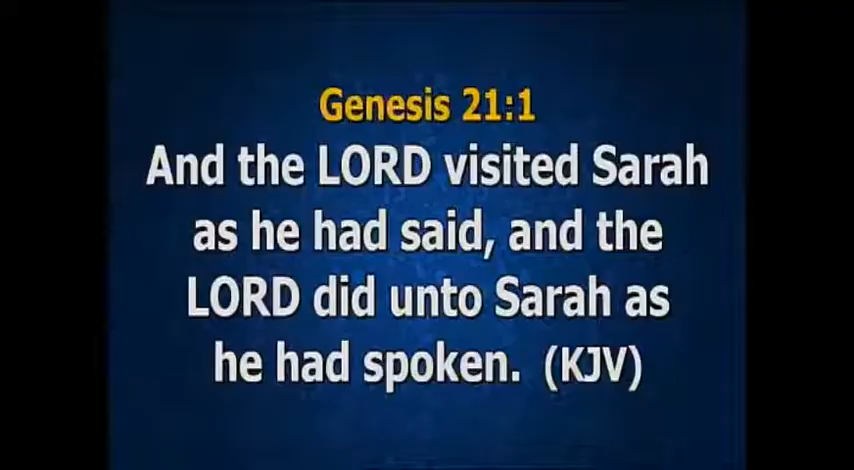 Genesis 21:1
And the LORD visited Sarah
as he had said, and the
LORD did unto Sarah as
he had spoken. (KJV)